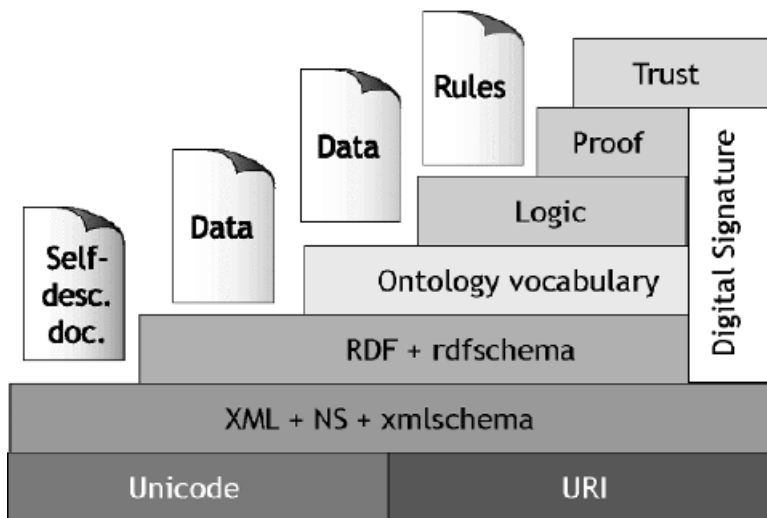 Rules
Trust
Data
Proof
Data
Logic
Self-
desc.
doc.
Ontology vocabulary
Digital Signature
RDF + rdfschema
XML + NS + xmlschema
Unicode
URI